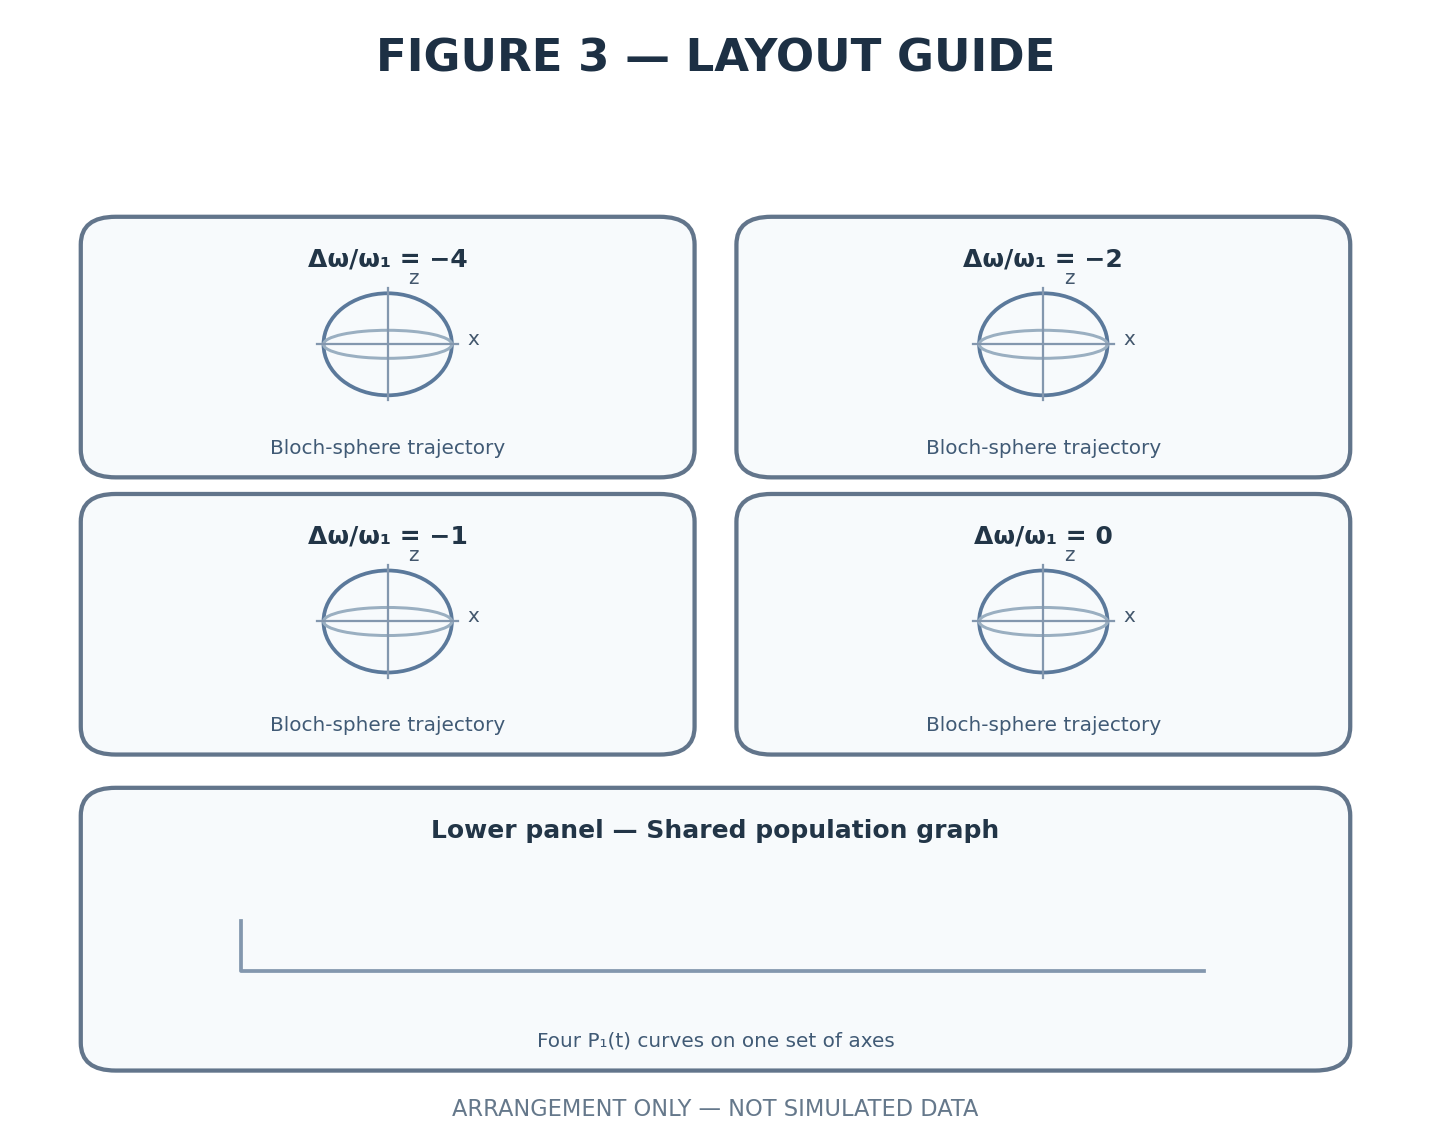 FIGURE 3 — LAYOUT GUIDE
Δω/ω₁ = −4
z
x
Bloch-sphere trajectory
Δω/ω₁ = −2
z
x
Bloch-sphere trajectory
Δω/ω₁ = −1
z
x
Bloch-sphere trajectory
Δω/ω₁ = 0
z
x
Bloch-sphere trajectory
Lower panel — Shared population graph
Four P₁(t) curves on one set of axes
ARRANGEMENT ONLY — NOT SIMULATED DATA